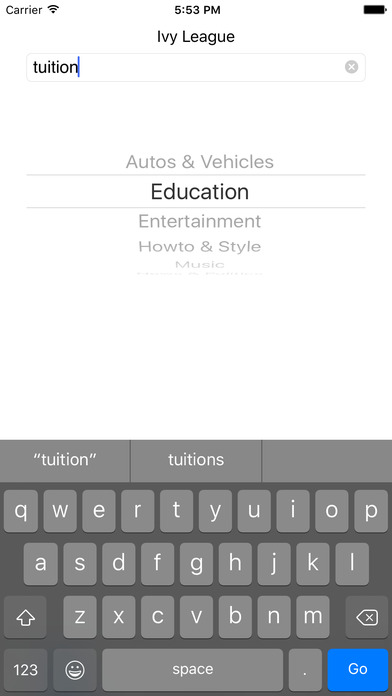 Carrier 5:53 PM
Ivy League
tuition
Autos & Vehicles
Education
Entertainment
Howto & Style
Music
“tuition” tuitions
q w e r t y u i o p
a s d f g h j k l
z x c v b n m
123 space . Go